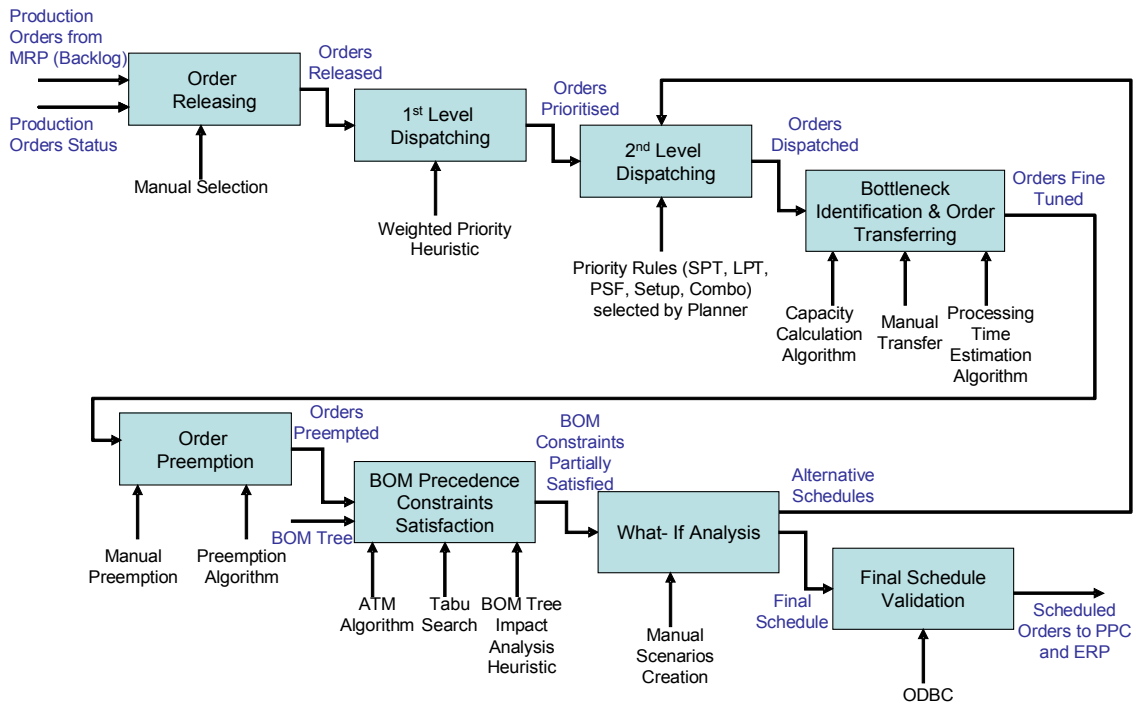 Production
Orders from
MRP (Backlog)
Production
Orders Status
Order
Releasing
Manual Selection
Orders
Released
1st Level
Dispatching
Weighted Priority
Heuristic
Orders
Prioritised
2nd Level
Dispatching
Priority Rules (SPT, LPT,
PSF, Setup, Combo)
selected by Planner
Orders
Dispatched
Bottleneck
Identification & Order
Transferring
Capacity
Calculation
Algorithm
Manual
Transfer
Processing
Time
Estimation
Algorithm
Orders Fine
Tuned
Order
Preemption
Manual
Preemption
Preemption
Algorithm
Orders
Preempted
BOM Tree
BOM Precedence
Constraints
Satisfaction
ATM
Algorithm
Tabu
Search
BOM Tree
Impact
Analysis
Heuristic
BOM
Constraints
Partially
Satisfied
What- If Analysis
Manual
Scenarios
Creation
Alternative
Schedules
Final
Schedule
Final Schedule
Validation
ODBC
Scheduled
Orders to PPC
and ERP